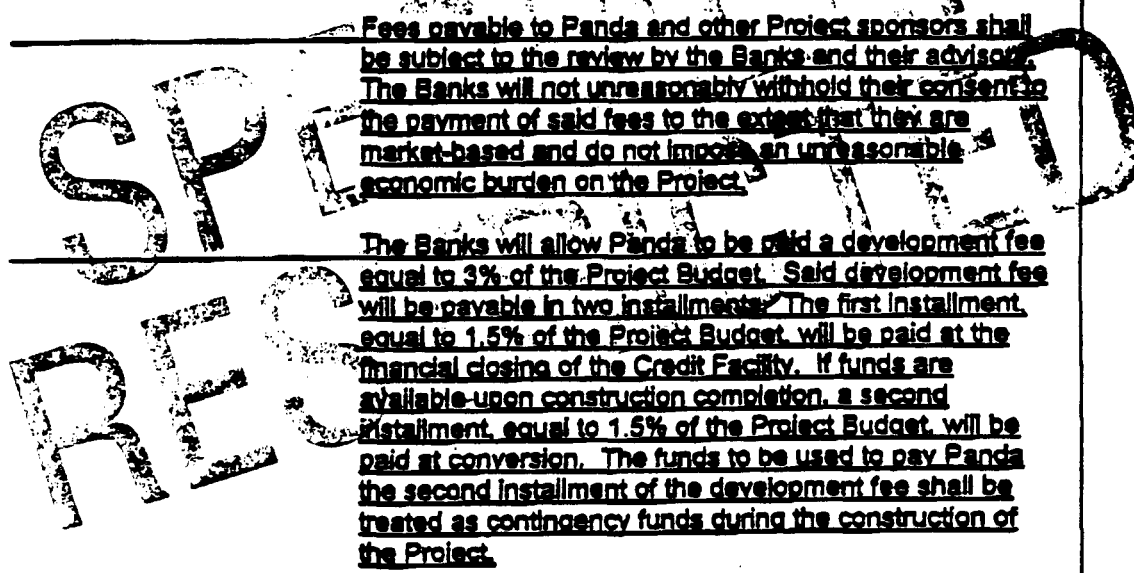 Fees payable to Panda and other Project sponsors shall
be subject to the review by the Banks and their advisors.
The Banks will not unreasonably withhold their consent to
the payment of said fees to the extent that they are
market-based and do not impose an unreasonable
economic burden on the Project.
The Banks will allow Panda to be paid a development fee
equal to 3% of the Project Budget. Said development fee
will be payable in two installments. The first installment,
equal to 1.5% of the Project Budget, will be paid at the
financial closing of the Credit Facility. If funds are
available upon construction completion, a second
installment, equal to 1.5% of the Project Budget, will be
paid at conversion. The funds to be used to pay Panda
the second installment of the development fee shall be
treated as contingency funds during the construction of
the Project.
RES